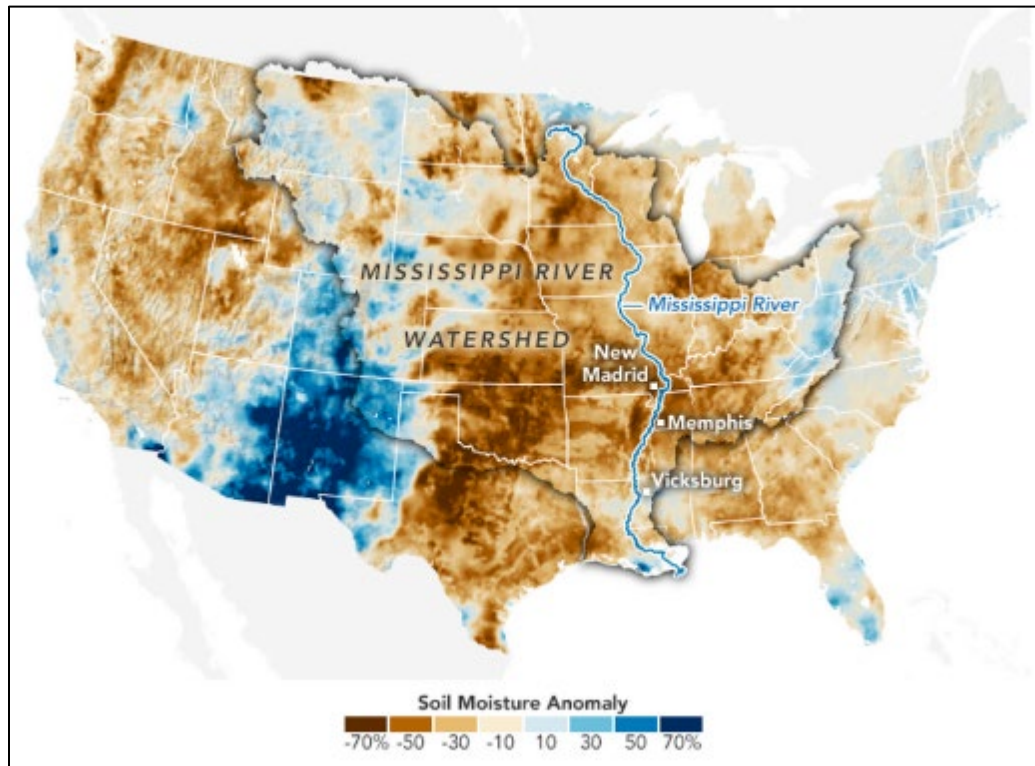 MISSISSIPPI RIVER
WATERSHED
Mississippi River
New
Madrid
Memphis
Vicksburg
Soil Moisture Anomaly
-70% -50 -30 -10 10 30 50 70%